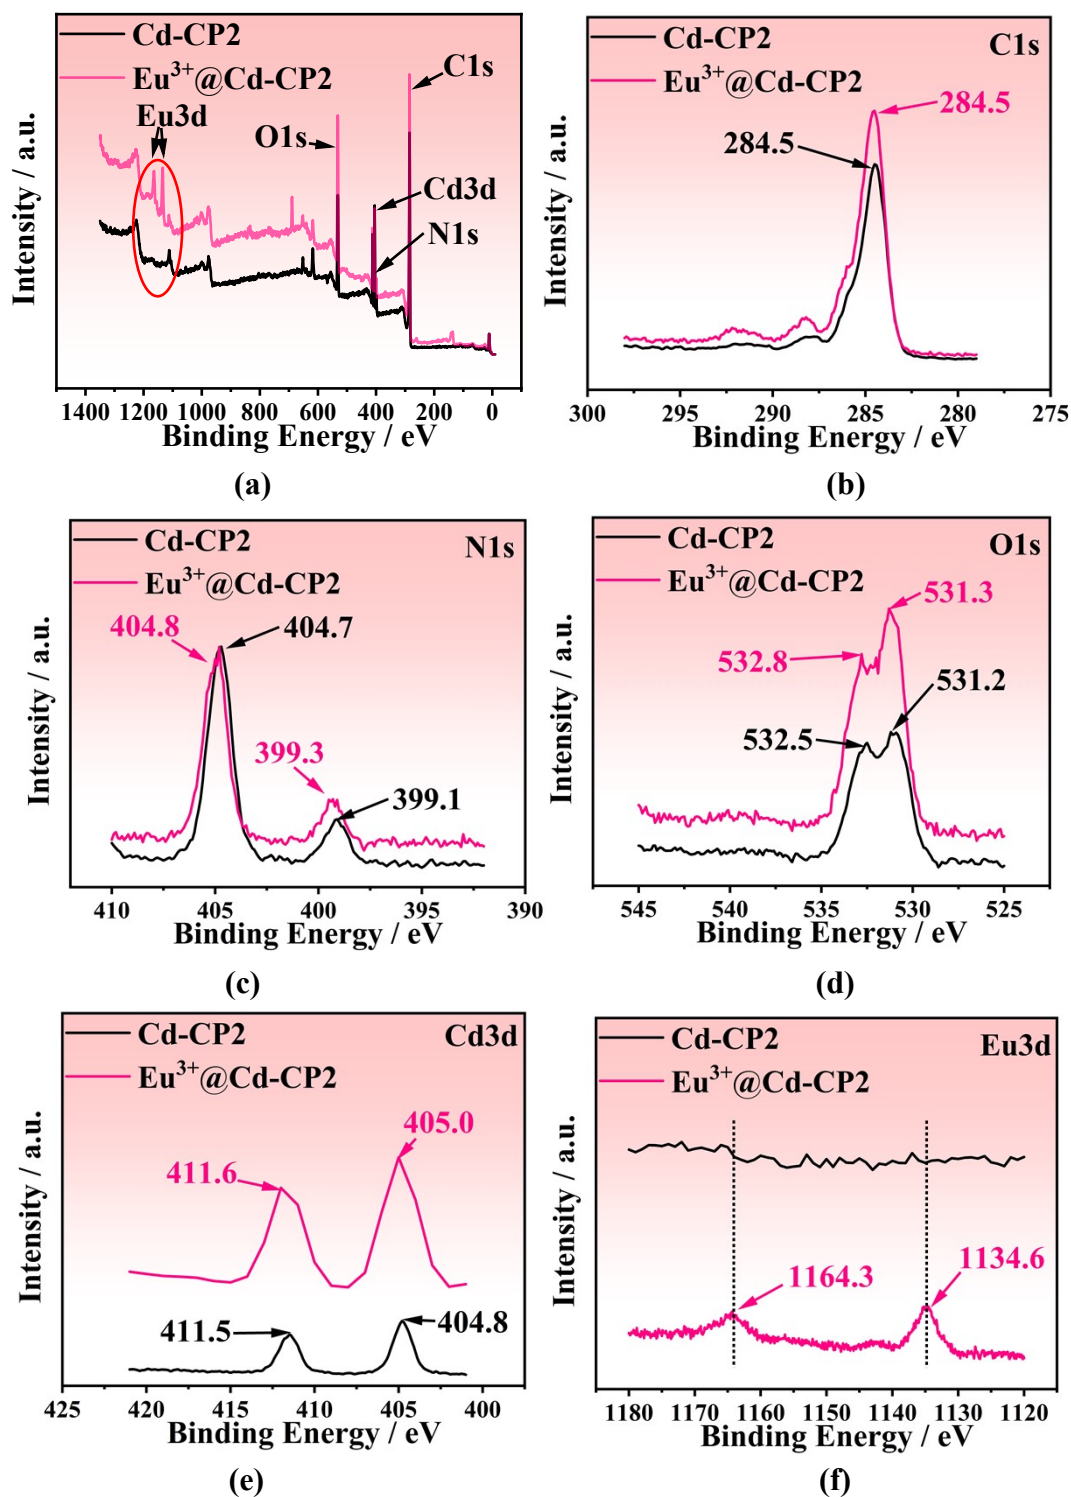 Cd-CP2
Eu³⁺@Cd-CP2
Eu3d
O1s
C1s
Cd3d
N1s
Intensity / a.u.
1400 1200 1000 800 600 400 200 0
Binding Energy / eV
(a)
Cd-CP2
Eu³⁺@Cd-CP2
C1s
284.5
284.5
Intensity / a.u.
300 295 290 285 280 275
Binding Energy / eV
(b)
Cd-CP2
Eu³⁺@Cd-CP2
N1s
404.8
404.7
399.3
399.1
Intensity / a.u.
410 405 400 395 390
Binding Energy / eV
(c)
Cd-CP2
Eu³⁺@Cd-CP2
O1s
531.3
532.8
531.2
532.5
Intensity / a.u.
545 540 535 530 525
Binding Energy / eV
(d)
Cd-CP2
Eu³⁺@Cd-CP2
Cd3d
405.0
411.6
411.5
404.8
Intensity / a.u.
425 420 415 410 405 400
Binding Energy / eV
(e)
Cd-CP2
Eu³⁺@Cd-CP2
Eu3d
1164.3
1134.6
Intensity / a.u.
1180 1170 1160 1150 1140 1130 1120
Binding Energy / eV
(f)